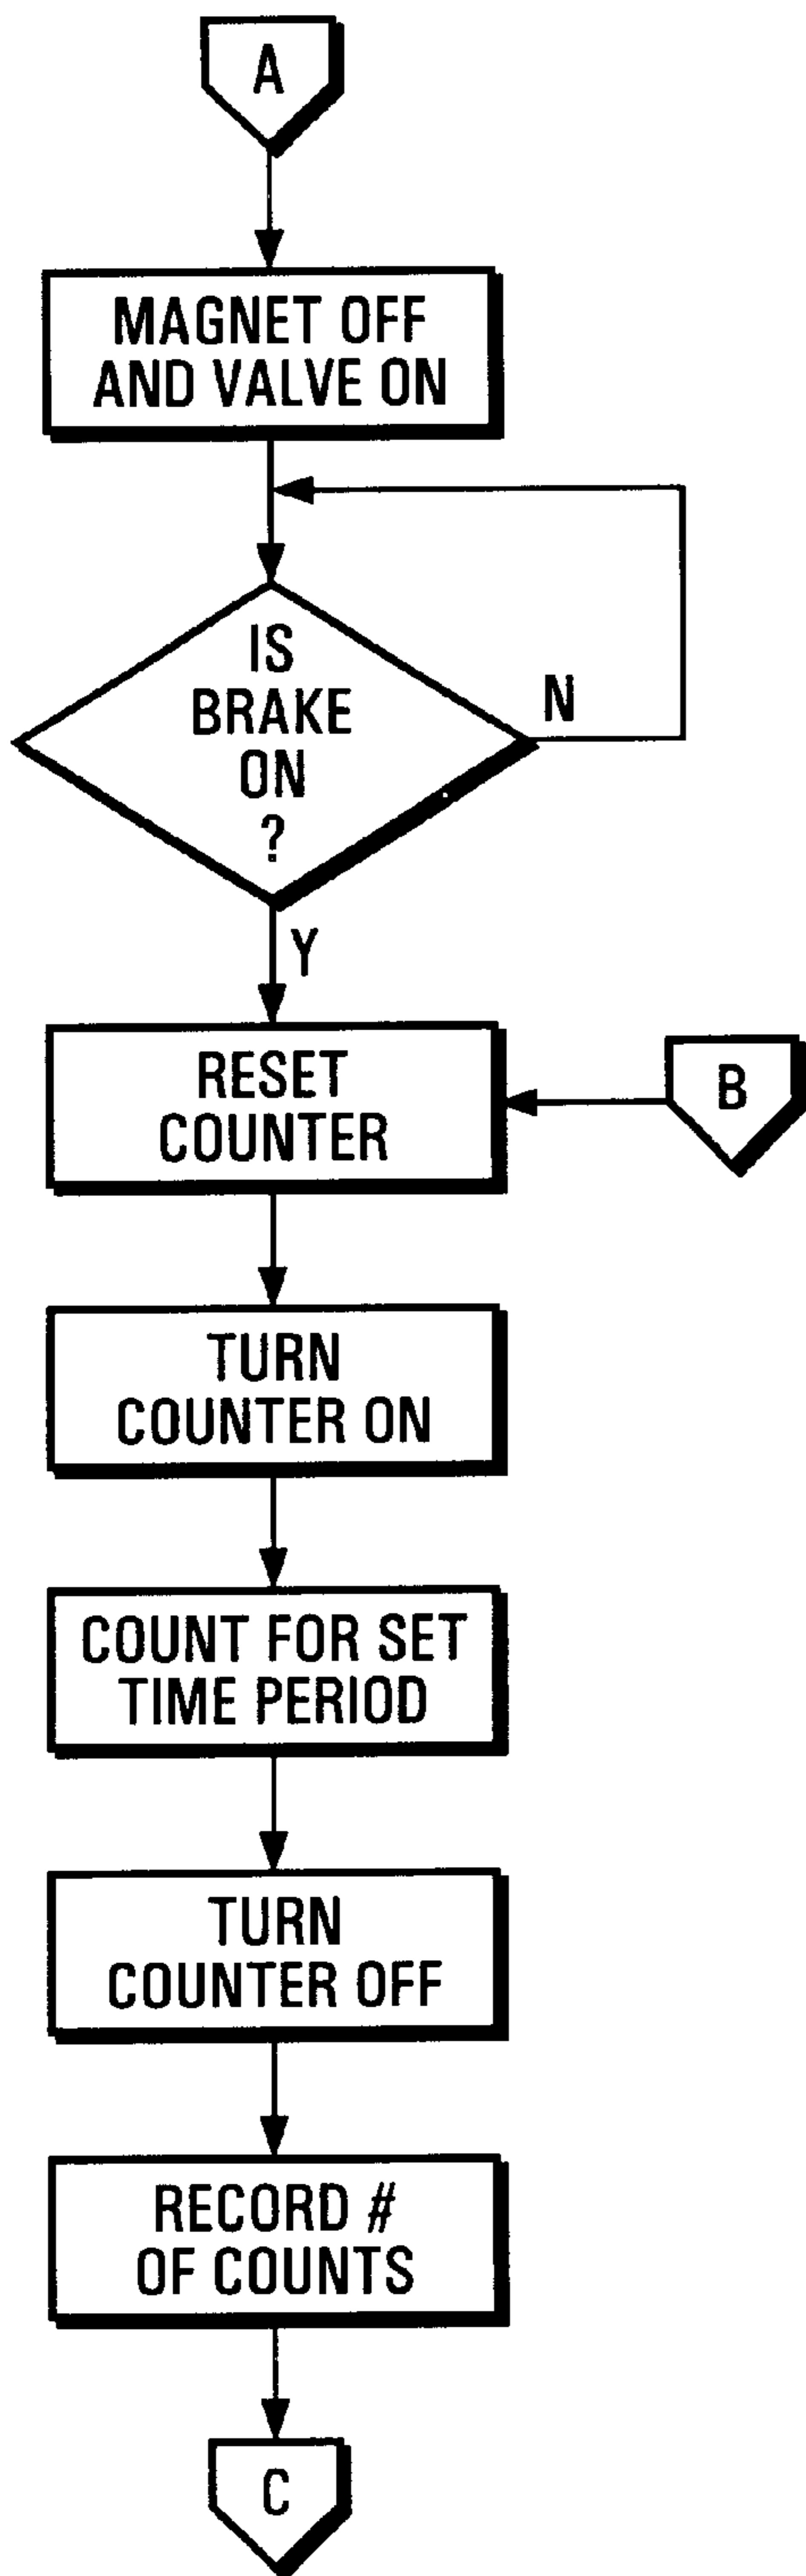 A
MAGNET OFF
AND VALVE ON
IS
BRAKE
ON
?
N
Y
RESET
COUNTER
B
TURN
COUNTER ON
COUNT FOR SET
TIME PERIOD
TURN
COUNTER OFF
RECORD #
OF COUNTS
C